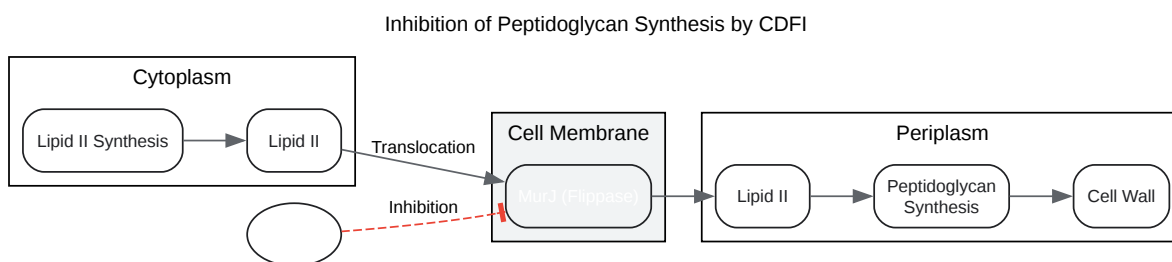 Inhibition of Peptidoglycan Synthesis by CDFI
Cytoplasm
Lipid II Synthesis
Lipid II
Translocation
Inhibition
Cell Membrane
MurJ (Flippase)
Periplasm
Lipid II
Peptidoglycan
Synthesis
Cell Wall